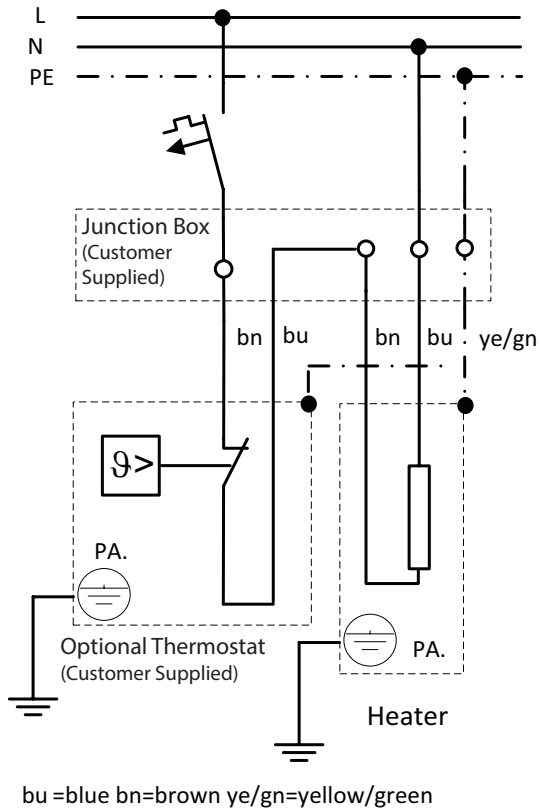 L
N
PE
Junction Box
(Customer
Supplied)
bn bu bn bu ye/gn
ϑ>
PA.
PA.
Optional Thermostat
(Customer Supplied)
Heater
bu =blue bn=brown ye/gn=yellow/green